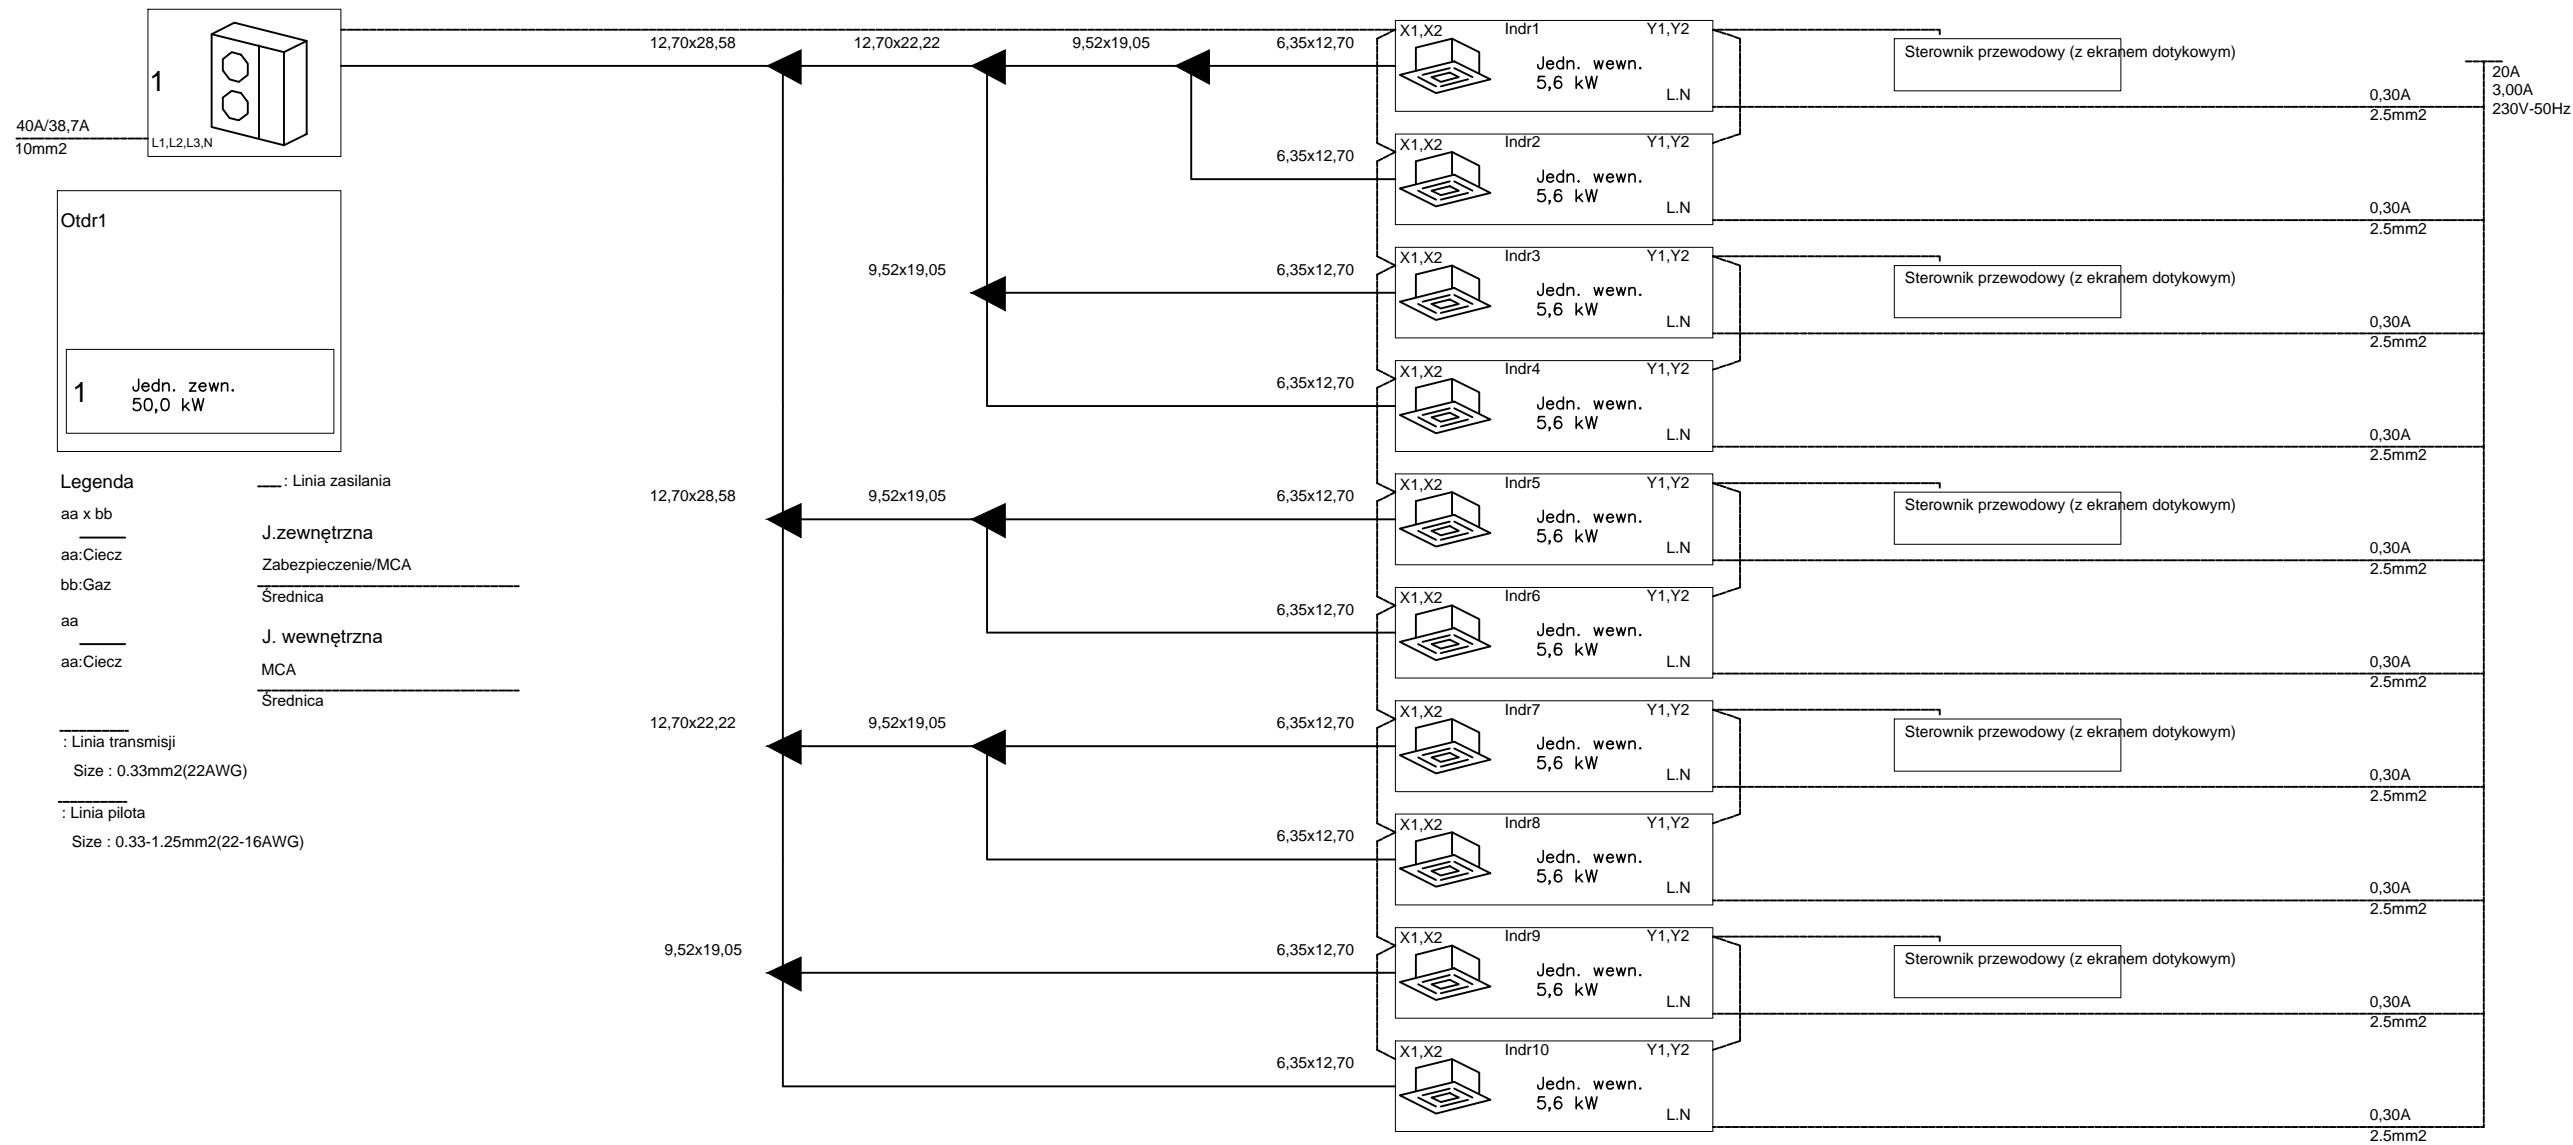 1
L1,L2,L3,N
40A/38,7A
10mm2
Otdr1
1
Jedn. zewn.
50,0 kW
Legenda
aa x bb
aa:Ciecz
bb:Gaz
aa
aa:Ciecz
: Linia zasilania
J.zewnętrzna
Zabezpieczenie/MCA
Średnica
J. wewnętrzna
MCA
Średnica
: Linia transmisji
Size : 0.33mm2(22AWG)
: Linia pilota
Size : 0.33-1.25mm2(22-16AWG)
12,70x28,58
12,70x22,22
9,52x19,05
6,35x12,70
X1,X2
Indr1
Y1,Y2
Jedn. wewn.
5,6 kW
L.N
Sterownik przewodowy (z ekranem dotykowym)
0,30A
2.5mm2
20A
3,00A
230V-50Hz
6,35x12,70
X1,X2
Indr2
Y1,Y2
Jedn. wewn.
5,6 kW
L.N
0,30A
2.5mm2
9,52x19,05
6,35x12,70
X1,X2
Indr3
Y1,Y2
Jedn. wewn.
5,6 kW
L.N
Sterownik przewodowy (z ekranem dotykowym)
0,30A
2.5mm2
6,35x12,70
X1,X2
Indr4
Y1,Y2
Jedn. wewn.
5,6 kW
L.N
0,30A
2.5mm2
12,70x28,58
9,52x19,05
6,35x12,70
X1,X2
Indr5
Y1,Y2
Jedn. wewn.
5,6 kW
L.N
Sterownik przewodowy (z ekranem dotykowym)
0,30A
2.5mm2
6,35x12,70
X1,X2
Indr6
Y1,Y2
Jedn. wewn.
5,6 kW
L.N
0,30A
2.5mm2
12,70x22,22
9,52x19,05
6,35x12,70
X1,X2
Indr7
Y1,Y2
Jedn. wewn.
5,6 kW
L.N
Sterownik przewodowy (z ekranem dotykowym)
0,30A
2.5mm2
6,35x12,70
X1,X2
Indr8
Y1,Y2
Jedn. wewn.
5,6 kW
L.N
0,30A
2.5mm2
9,52x19,05
6,35x12,70
X1,X2
Indr9
Y1,Y2
Jedn. wewn.
5,6 kW
L.N
Sterownik przewodowy (z ekranem dotykowym)
0,30A
2.5mm2
6,35x12,70
X1,X2
Indr10
Y1,Y2
Jedn. wewn.
5,6 kW
L.N
0,30A
2.5mm2